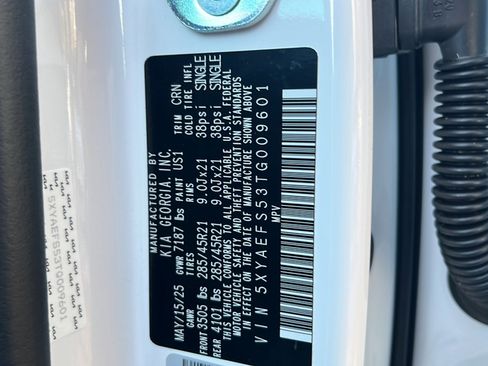 MANUFACTURED BY
KIA GEORGIA, INC.
MAY/15/25 GVWR 7187 lbs PAINT US1 TRIM CRN
GAWR TIRES RIMS COLD TIRE INFL
FRONT 3505 lbs 285/45R21 9.0Jx21 38psi SINGLE
REAR 4101 lbs 285/45R21 9.0Jx21 38psi SINGLE
THIS VEHICLE CONFORMS TO ALL APPLICABLE U.S.A. FEDERAL
MOTOR VEHICLE SAFETY AND THEFT PREVENTION STANDARDS
IN EFFECT ON THE DATE OF MANUFACTURE SHOWN ABOVE.
VIN 5XYAEFS53TG009601
MPV
5XYAEFS53TG009601